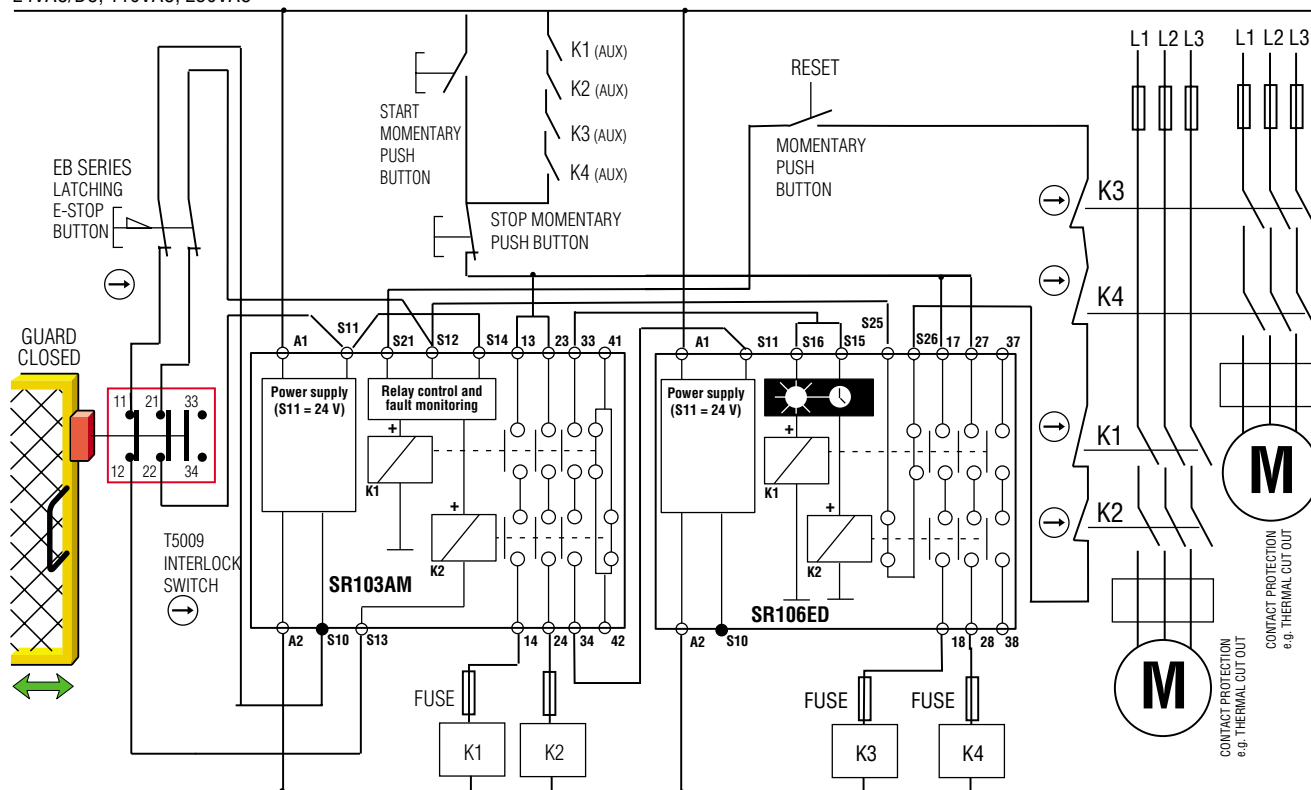 K1 (AUX)
K2 (AUX)
K3 (AUX)
K4 (AUX)
START
MOMENTARY
PUSH
BUTTON
STOP MOMENTARY
PUSH BUTTON
RESET
MOMENTARY
PUSH
BUTTON
L1 L2 L3
L1 L2 L3
EB SERIES
LATCHING
E-STOP
BUTTON
K3
K4
K1
K2
GUARD
CLOSED
11 21 33
12 22 34
T5009
INTERLOCK
SWITCH
A1 S11 S21 S12 S14 13 23 33 41
Power supply
(S11 = 24 V)
Relay control and
fault monitoring
+
K1
+
K2
SR103AM
A2 S10 S13 14 24 34 42
A1 S11 S16 S15 S25 S26 17 27 37
Power supply
(S11 = 24 V)
+
K1
+
K2
SR106ED
A2 S10 18 28 38
FUSE
K1
K2
FUSE
FUSE
K3
K4
M
CONTACT PROTECTION
e.g. THERMAL CUT OUT
M
CONTACT PROTECTION
e.g. THERMAL CUT OUT